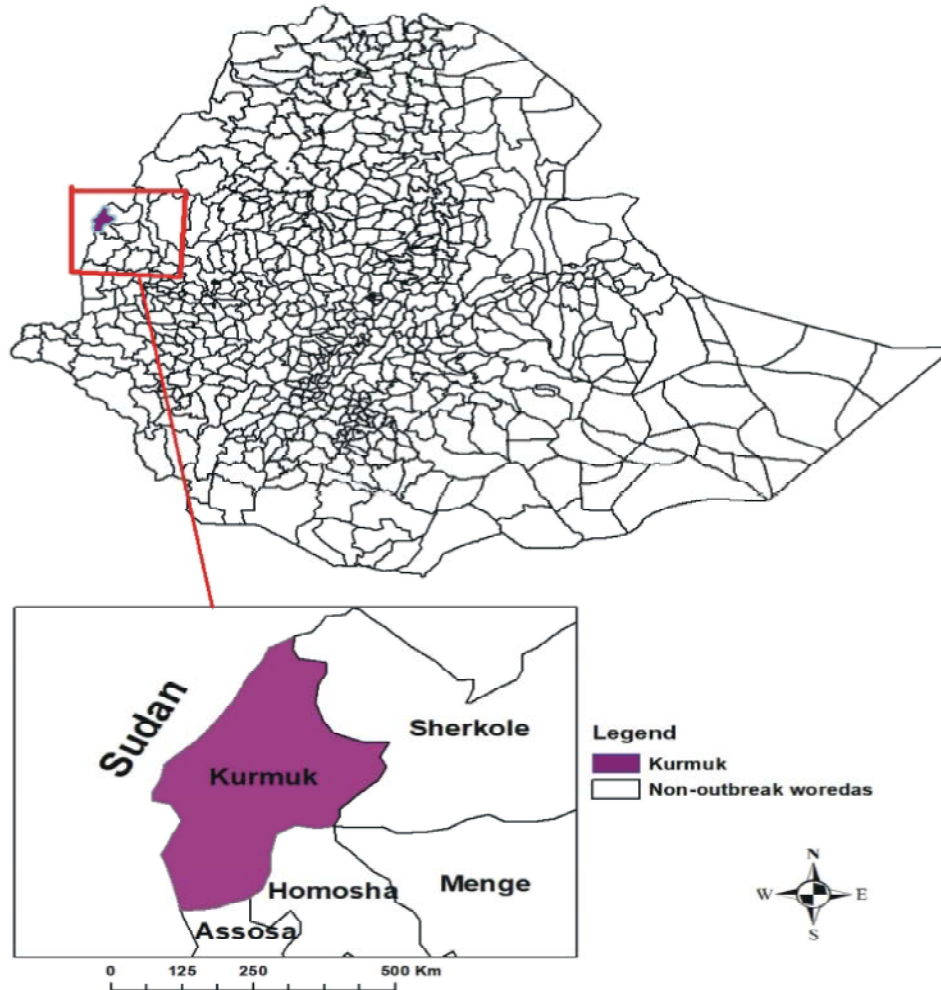 Sudan
Sherkole
Kurmuk
Homosha
Menge
Assosa
Legend
Kurmuk
Non-outbreak woredas
N
W E
S
0 125 250 500 Km